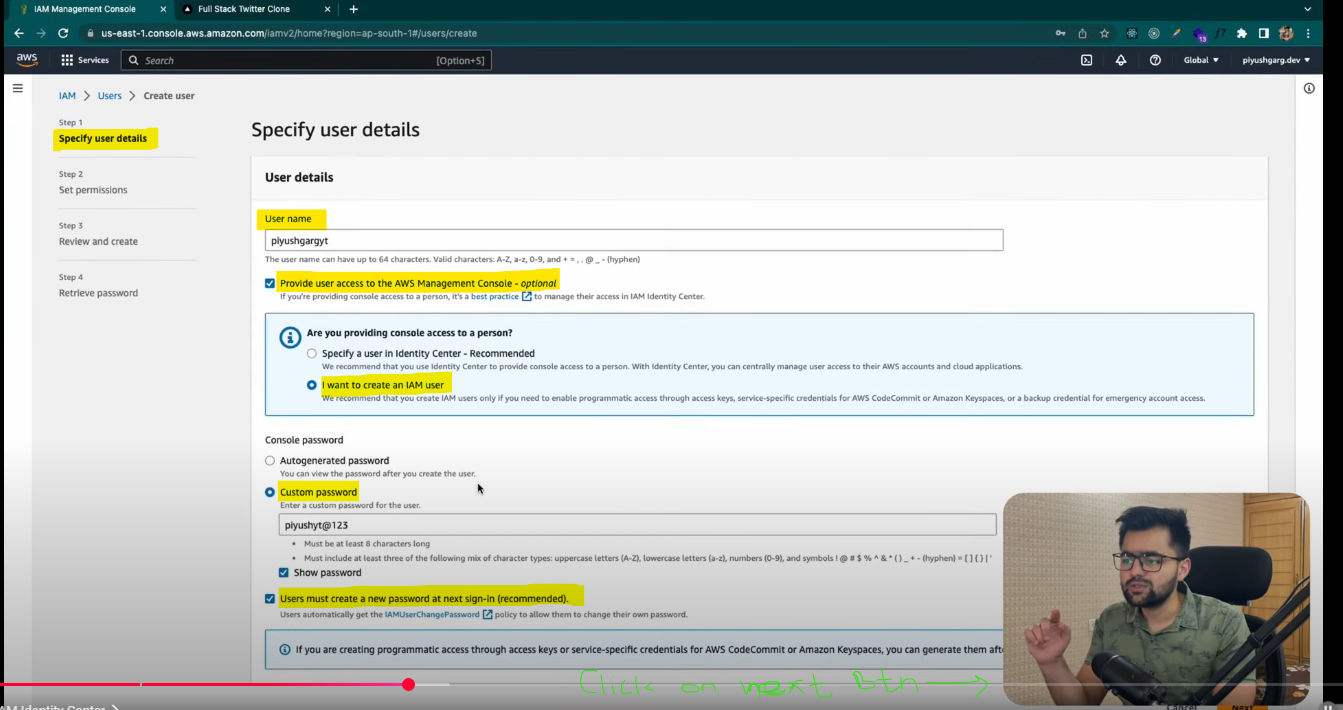 IAM Management Console
Full Stack Twitter Clone
us-east-1.console.aws.amazon.com/iamv2/home?region=ap-south-1#/users/create
13
aws
Services
Search
[Option+S]
Global
piyushgarg.dev
IAM > Users > Create user
Step 1
Specify user details
Step 2
Set permissions
Step 3
Review and create
Step 4
Retrieve password
Specify user details
User details
User name
piyushgargyt
The user name can have up to 64 characters. Valid characters: A-Z, a-z, 0-9, and + = , . @ _ - (hyphen)
Provide user access to the AWS Management Console - optional
If you're providing console access to a person, it's a best practice to manage their access in IAM Identity Center.
Are you providing console access to a person?
Specify a user in Identity Center - Recommended
We recommend that you use Identity Center to provide console access to a person. With Identity Center, you can centrally manage user access to their AWS accounts and cloud applications.
I want to create an IAM user
We recommend that you create IAM users only if you need to enable programmatic access through access keys, service-specific credentials for AWS CodeCommit or Amazon Keyspaces, or a backup credential for emergency account access.
Console password
Autogenerated password
You can view the password after you create the user.
Custom password
Enter a custom password for the user.
piyushyt@123
• Must be at least 8 characters long
• Must include at least three of the following mix of character types: uppercase letters (A-Z), lowercase letters (a-z), numbers (0-9), and symbols ! @ # $ % ^ & * ( ) _ + - (hyphen) = [ ] { } | '
Show password
Users must create a new password at next sign-in (recommended).
Users automatically get the IAMUserChangePassword policy to allow them to change their own password.
If you are creating programmatic access through access keys or service-specific credentials for AWS CodeCommit or Amazon Keyspaces, you can generate them
Click on next Btn
Cancel
Next
AM Identity Center >